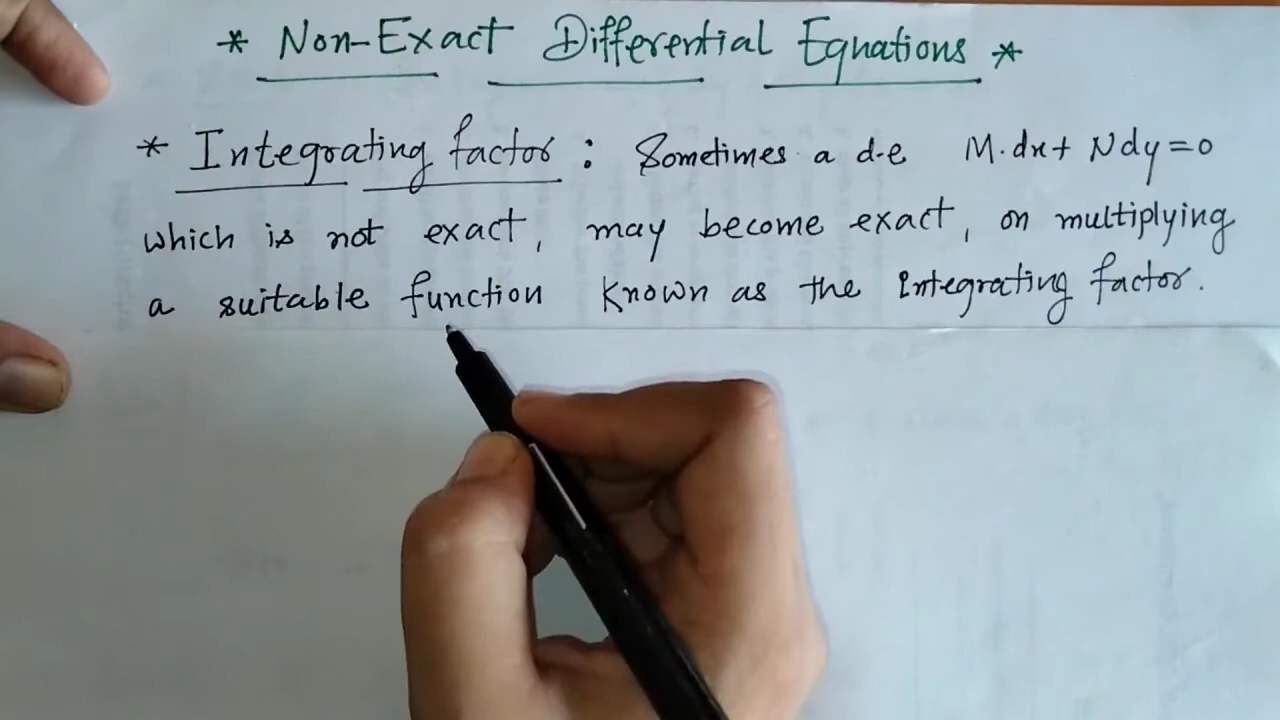 * Non-Exact Differential Equations *
* Integrating factor : Sometimes a d.e M.dx+ Ndy=0
which is not exact, may become exact, on multiplying
a suitable function known as the Integrating factor.